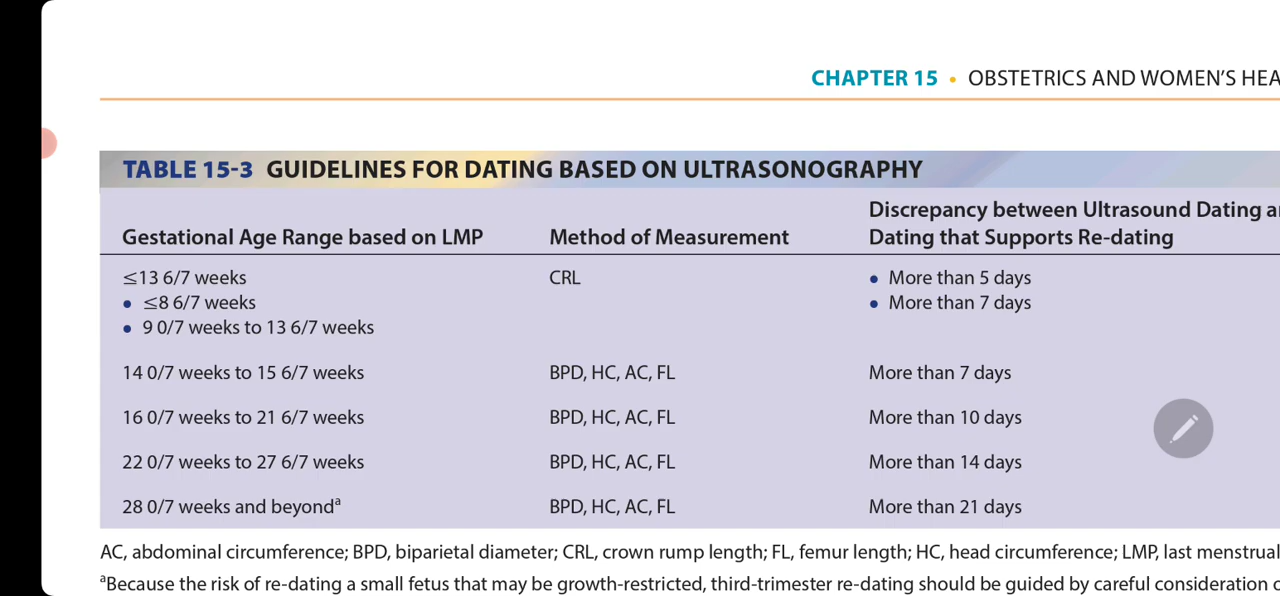 CHAPTER 15 • OBSTETRICS AND WOMEN'S
TABLE 15-3 GUIDELINES FOR DATING BASED ON ULTRASONOGRAPHY
Gestational Age Range based on LMP Method of Measurement Discrepancy between Ultrasound Dating
Dating that Supports Re-dating
≤13 6/7 weeks CRL • More than 5 days
• ≤8 6/7 weeks • More than 7 days
• 9 0/7 weeks to 13 6/7 weeks
14 0/7 weeks to 15 6/7 weeks BPD, HC, AC, FL More than 7 days
16 0/7 weeks to 21 6/7 weeks BPD, HC, AC, FL More than 10 days
22 0/7 weeks to 27 6/7 weeks BPD, HC, AC, FL More than 14 days
28 0/7 weeks and beyondᵃ BPD, HC, AC, FL More than 21 days
AC, abdominal circumference; BPD, biparietal diameter; CRL, crown rump length; FL, femur length; HC, head circumference; LMP, last menstrual
ᵃBecause the risk of re-dating a small fetus that may be growth-restricted, third-trimester re-dating should be guided by careful consideration